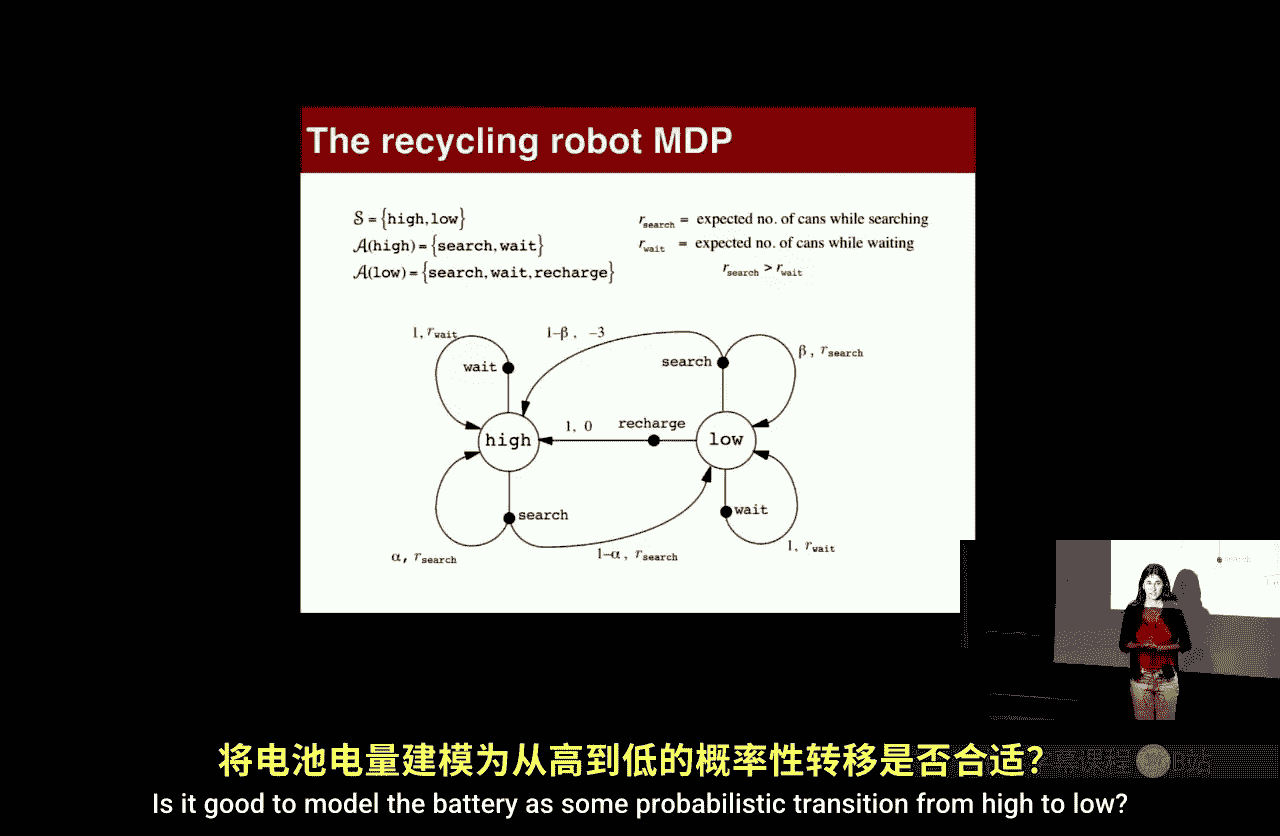 The recycling robot MDP
𝒮 = {high, low}
𝒜(high) = {search, wait}
𝒜(low) = {search, wait, recharge}
r_search = expected no. of cans while searching
r_wait = expected no. of cans while waiting
r_search > r_wait
1, r_wait
1–β , –3
wait
search
β , r_search
high
1, 0
recharge
low
search
wait
α, r_search
1–α , r_search
1, r_wait
将电池电量建模为从高到低的概率性转移是否合适?
Is it good to model the battery as some probabilistic transition from high to low?